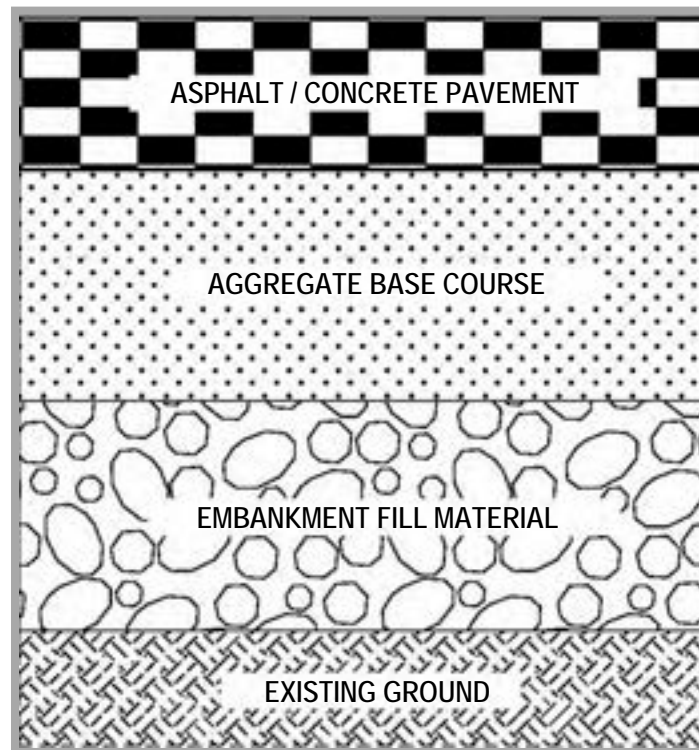 ASPHALT / CONCRETE PAVEMENT
AGGREGATE BASE COURSE
EMBANKMENT FILL MATERIAL
EXISTING GROUND